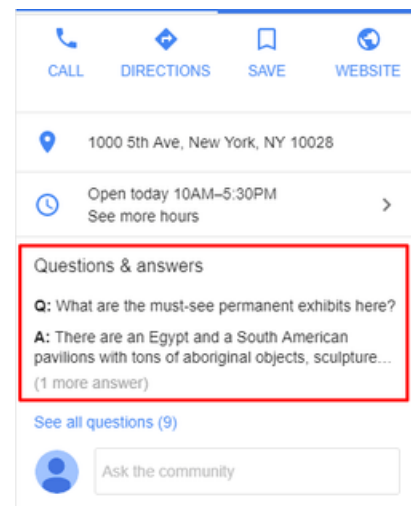 CALL DIRECTIONS SAVE WEBSITE
1000 5th Ave, New York, NY 10028
Open today 10AM–5:30PM
See more hours
Questions & answers
Q: What are the must-see permanent exhibits here?
A: There are an Egypt and a South American
pavilions with tons of aboriginal objects, sculpture...
(1 more answer)
See all questions (9)
Ask the community